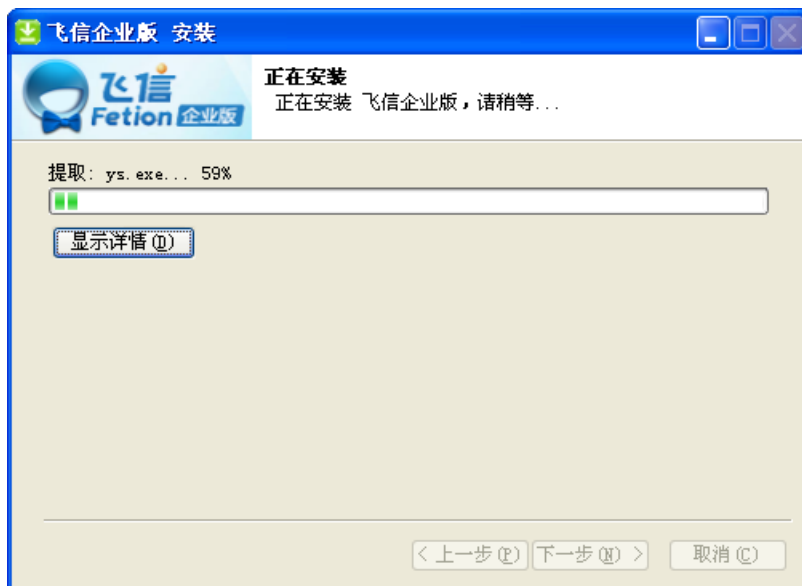 飞信企业版 安装
飞信
Fetion 企业版
正在安装
正在安装 飞信企业版，请稍等...
提取: ys.exe... 59%
显示详情(D)
< 上一步(P) 下一步(N) > 取消(C)